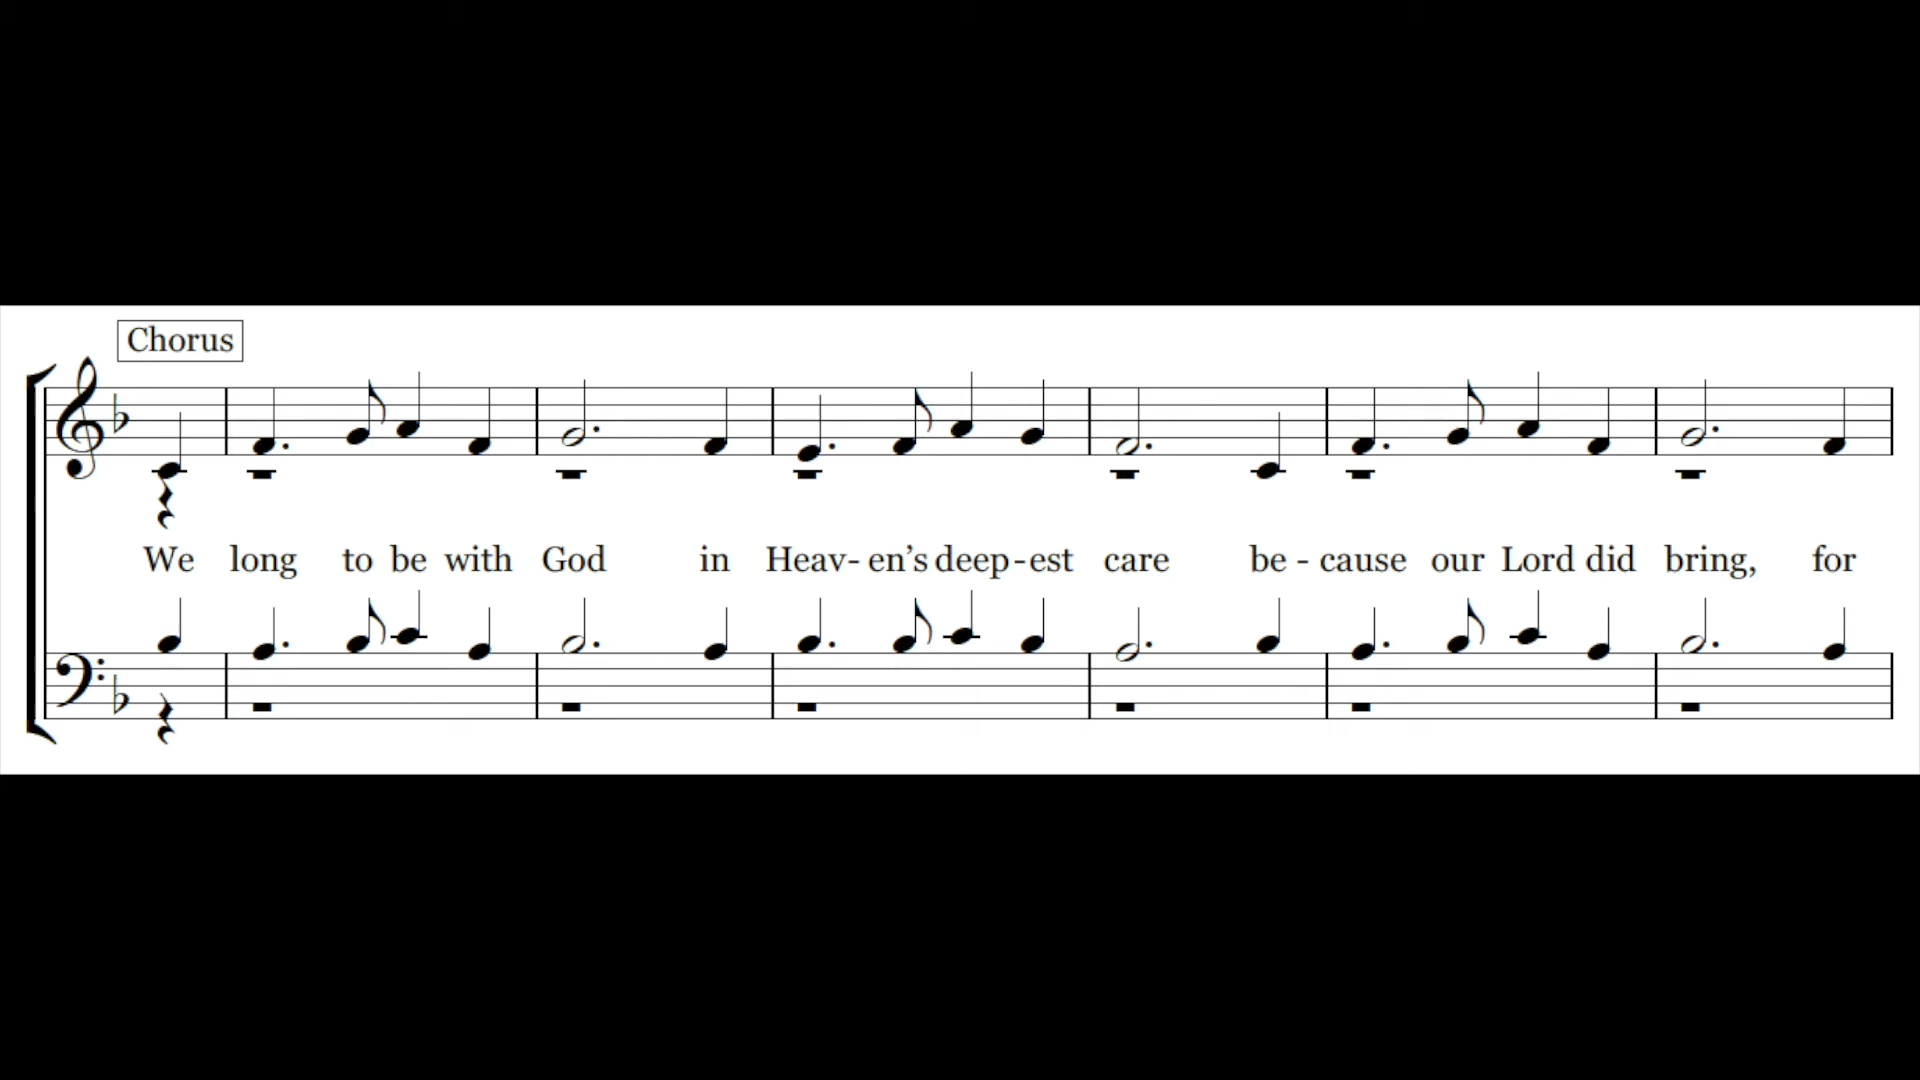 Chorus
We long to be with God in Heav- en’s deep-est care be - cause our Lord did bring, for